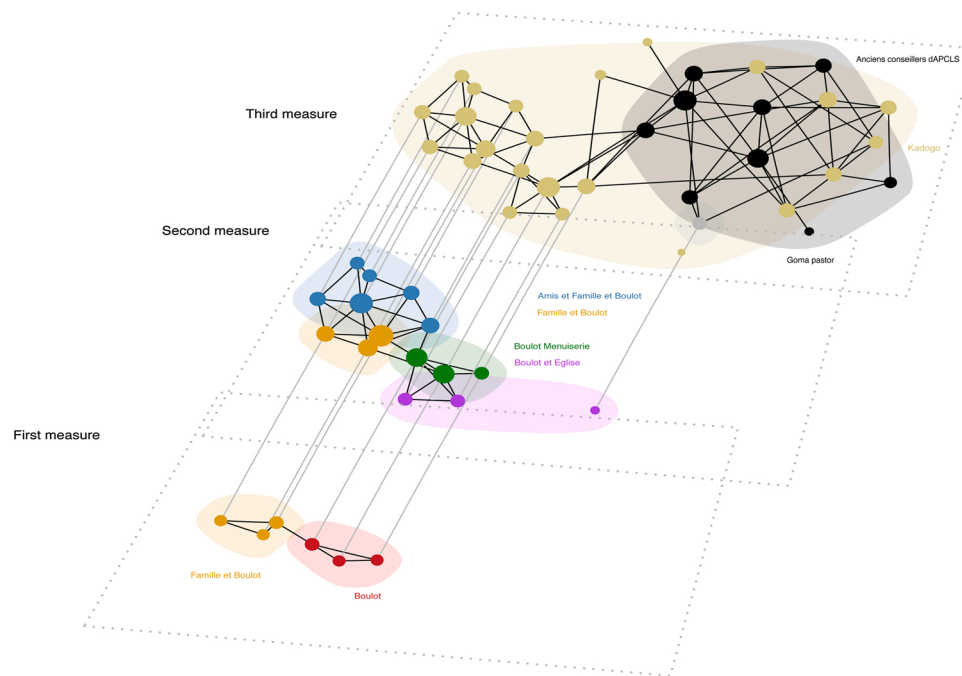 Anciens conseillers dAPCLS
Third measure
Kadogo
Second measure
Goma pastor
Amis et Famille et Boulot
Famille et Boulot
Boulot Menuiserie
Boulot et Eglise
First measure
Famille et Boulot
Boulot